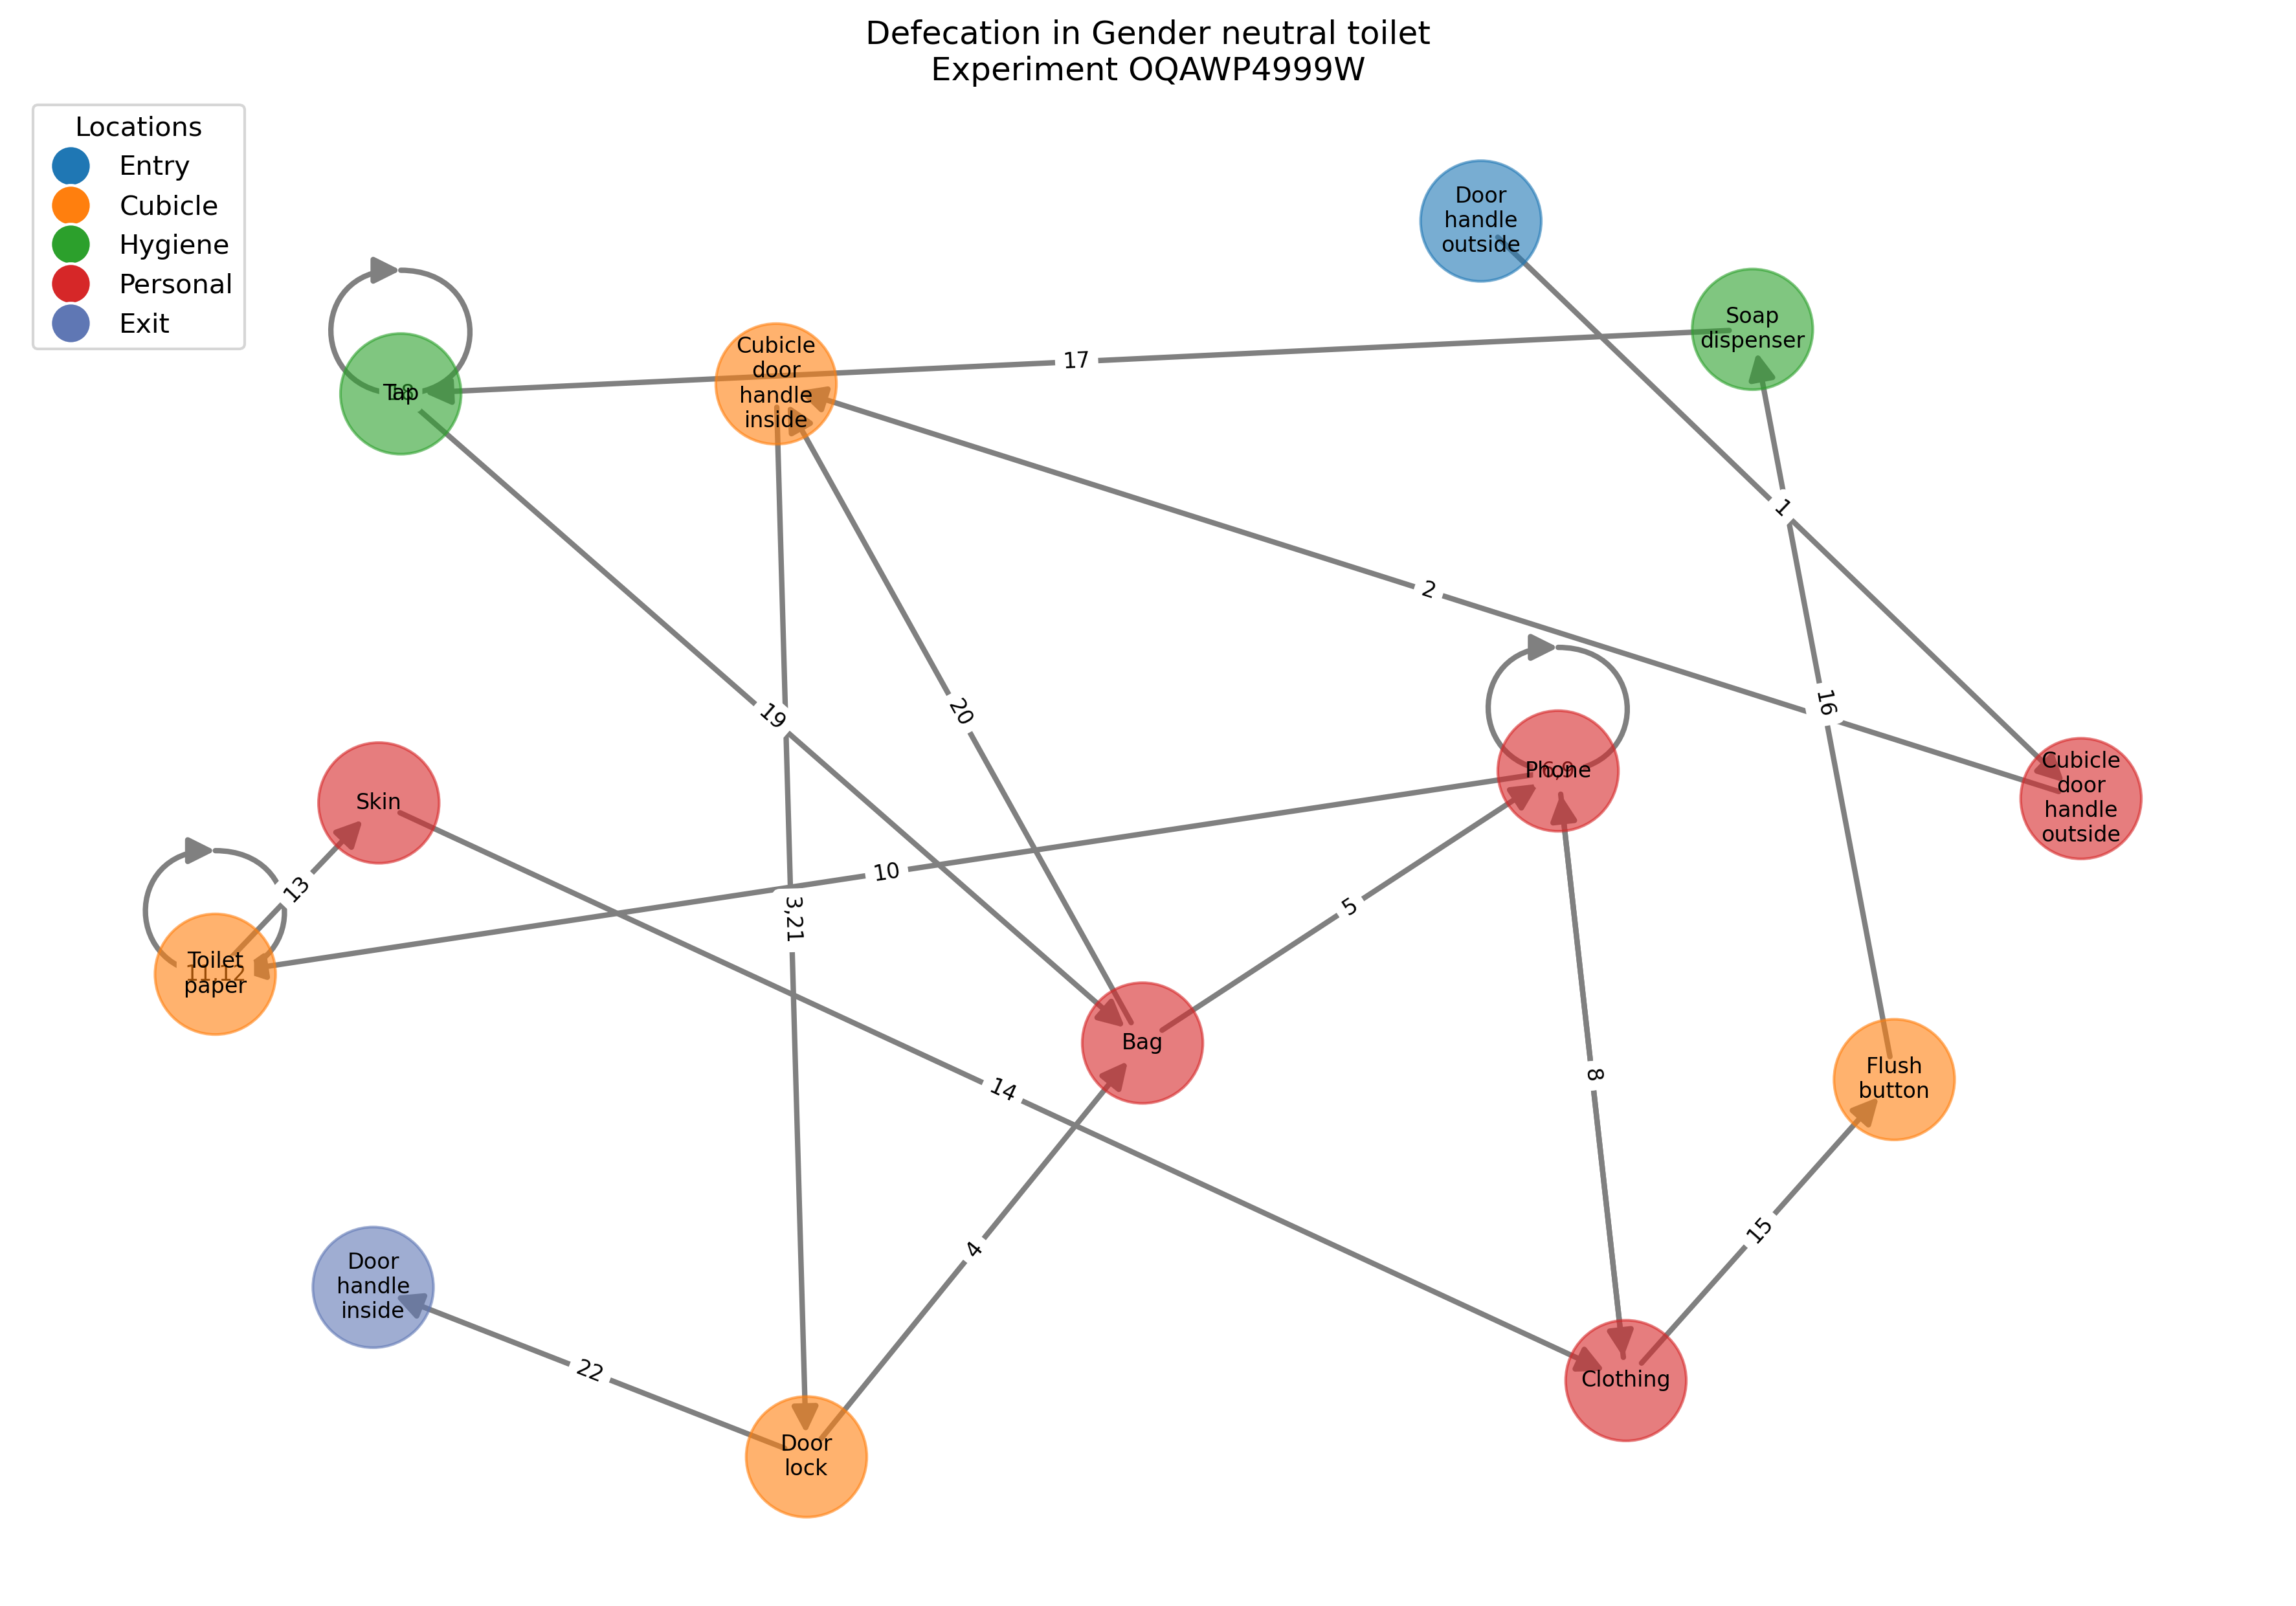 Defecation in Gender neutral toilet
Experiment OQAWP4999W
Locations
Entry
Cubicle
Hygiene
Personal
Exit
Door
handle
outside
Soap
dispenser
Cubicle
door
handle
inside
Tap
17
1
2
19
20
16
Phone
6,9
Cubicle
door
handle
outside
Skin
13
10
3,21
5
Toilet
11,12
paper
Bag
8
Flush
button
14
4
15
Door
handle
inside
22
Clothing
Door
lock